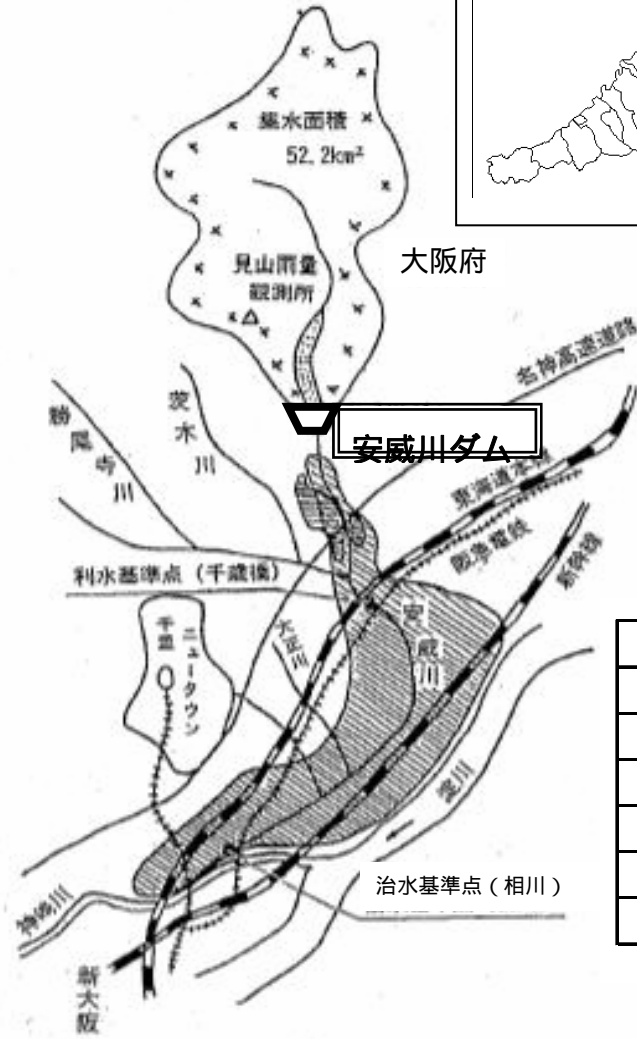 集水面積
52.2km²
見山雨量
観測所
大阪府
名神高速道路
勝尾寺川
茨木川
安威川ダム
東海道本線
阪急電鉄
新幹線
利水基準点（千歳橋）
安威川
千里
ニュータウン
淀川
治水基準点（相川）
神崎川
新大阪